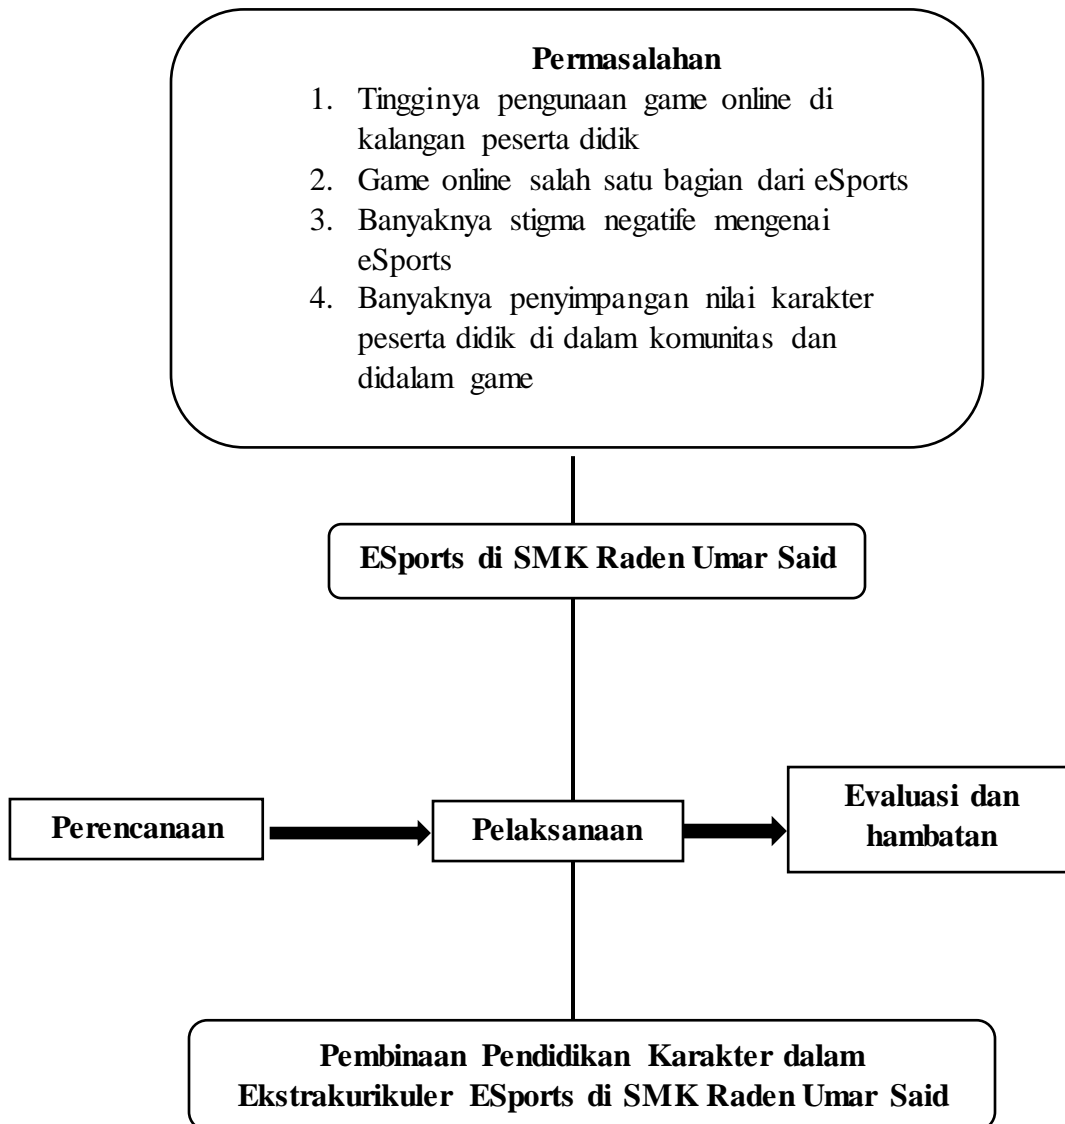 Permasalahan
1. Tingginya pengunaan game online di
kalangan peserta didik
2. Game online salah satu bagian dari eSports
3. Banyaknya stigma negatife mengenai
eSports
4. Banyaknya penyimpangan nilai karakter
peserta didik di dalam komunitas dan
didalam game
ESports di SMK Raden Umar Said
Perencanaan
Pelaksanaan
Evaluasi dan
hambatan
Pembinaan Pendidikan Karakter dalam
Ekstrakurikuler ESports di SMK Raden Umar Said